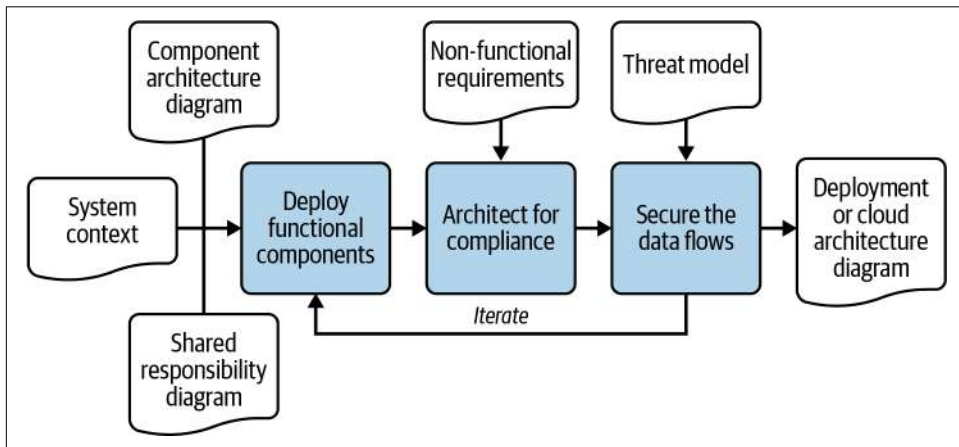 Component
architecture
diagram
Non-functional
requirements
Threat model
System
context
Deploy
functional
components
Architect for
compliance
Secure the
data flows
Deployment
or cloud
architecture
diagram
Iterate
Shared
responsibility
diagram